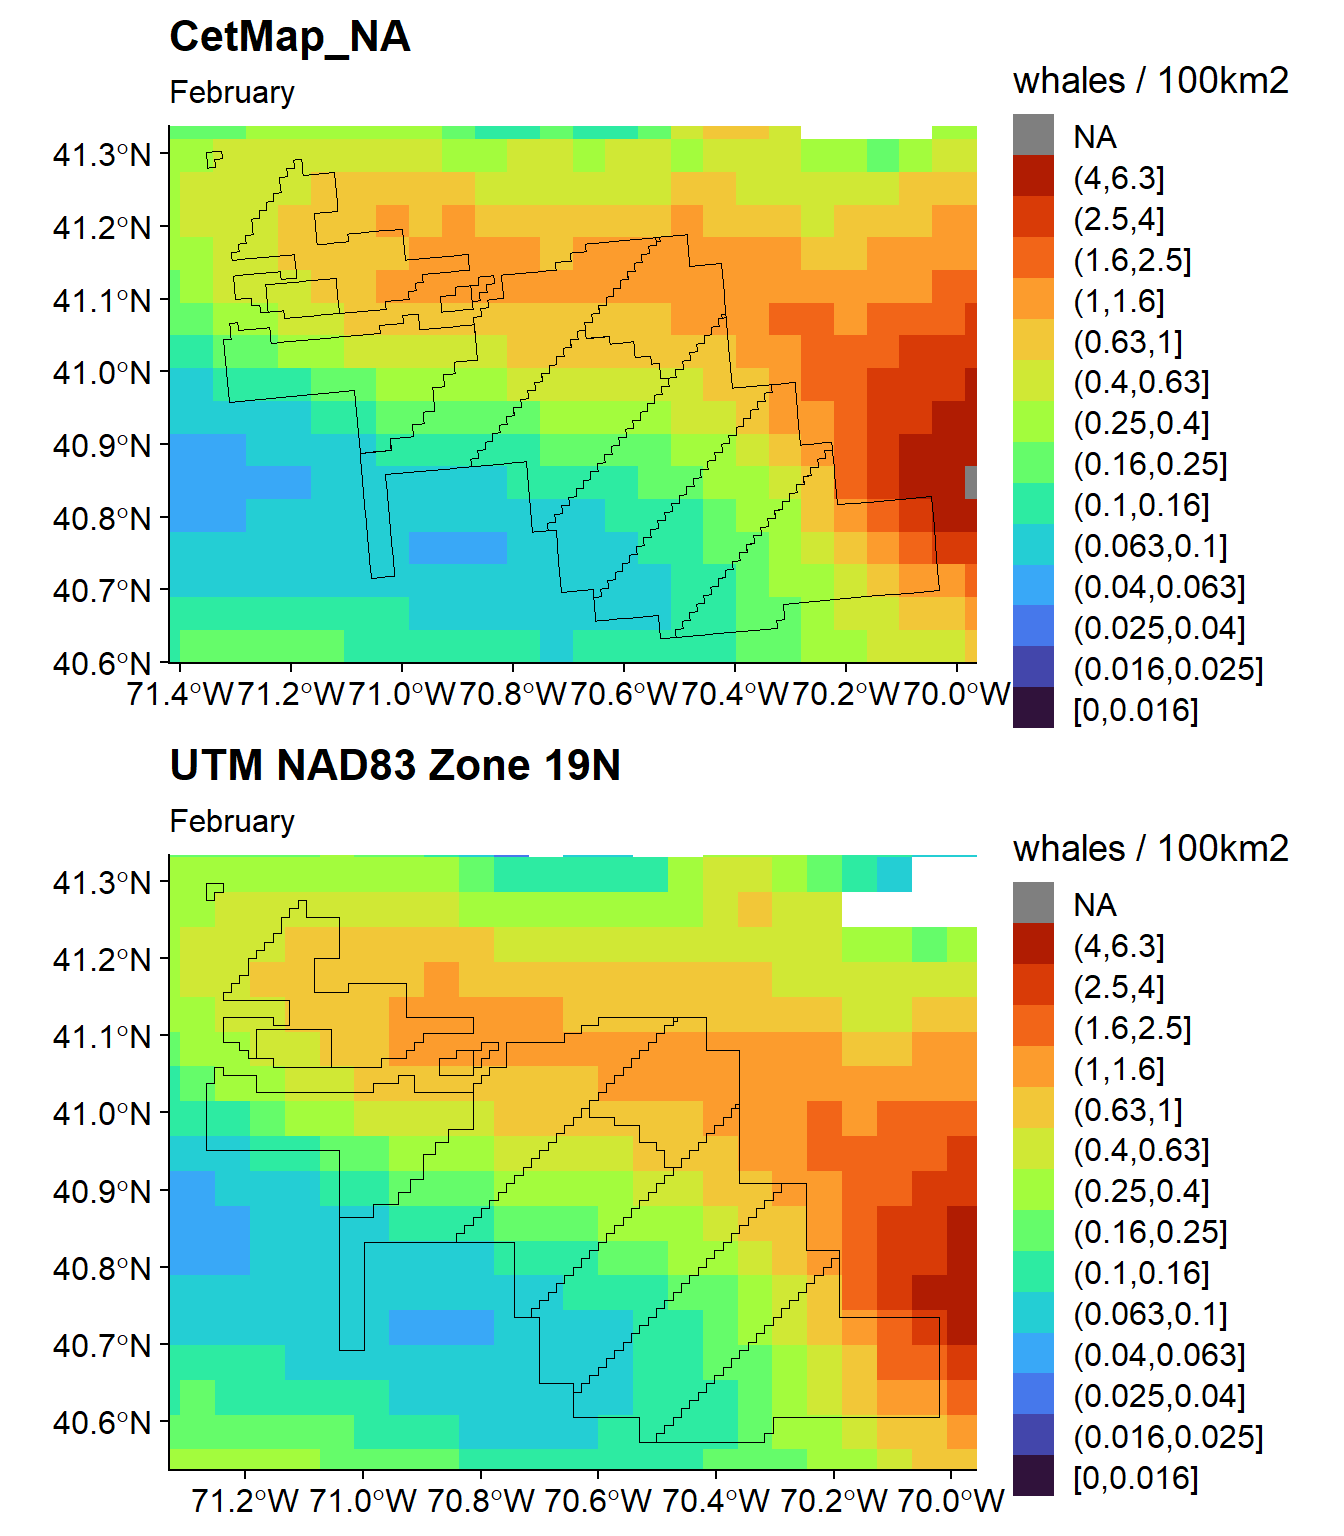 CetMap_NA
February
whales / 100km2
NA
(4,6.3]
(2.5,4]
(1.6,2.5]
(1,1.6]
(0.63,1]
(0.4,0.63]
(0.25,0.4]
(0.16,0.25]
(0.1,0.16]
(0.063,0.1]
(0.04,0.063]
(0.025,0.04]
(0.016,0.025]
[0,0.016]
41.3°N
41.2°N
41.1°N
41.0°N
40.9°N
40.8°N
40.7°N
40.6°N
71.4°W 71.2°W 71.0°W 70.8°W 70.6°W 70.4°W 70.2°W 70.0°W
UTM NAD83 Zone 19N
February
whales / 100km2
NA
(4,6.3]
(2.5,4]
(1.6,2.5]
(1,1.6]
(0.63,1]
(0.4,0.63]
(0.25,0.4]
(0.16,0.25]
(0.1,0.16]
(0.063,0.1]
(0.04,0.063]
(0.025,0.04]
(0.016,0.025]
[0,0.016]
41.3°N
41.2°N
41.1°N
41.0°N
40.9°N
40.8°N
40.7°N
40.6°N
71.2°W 71.0°W 70.8°W 70.6°W 70.4°W 70.2°W 70.0°W